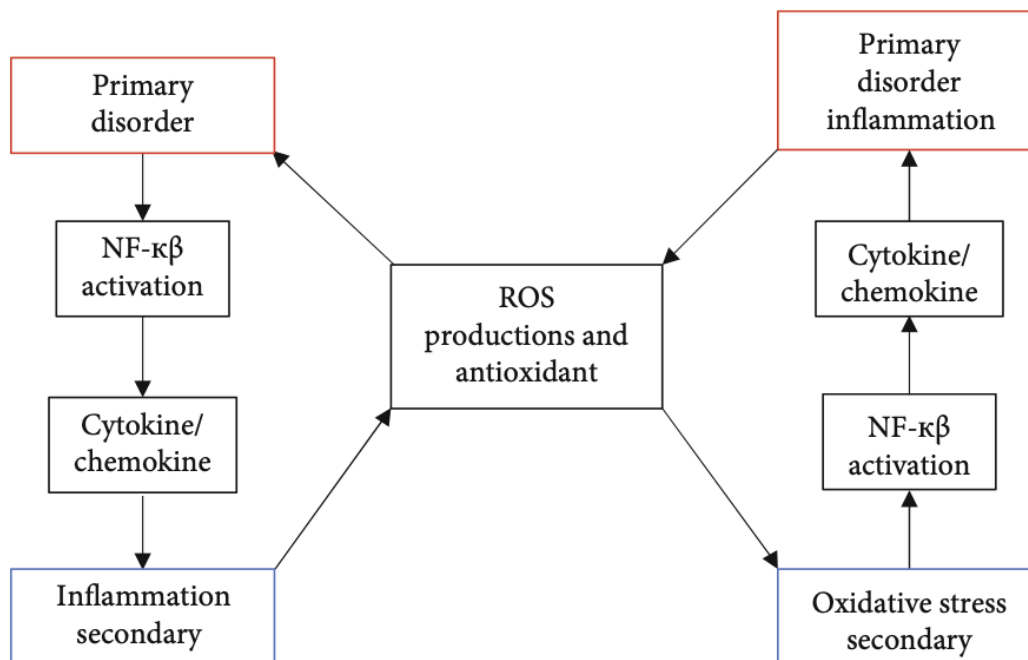 Primary
disorder
NF-κβ
activation
Cytokine/
chemokine
Inflammation
secondary
ROS
productions and
antioxidant
Primary
disorder
inflammation
Cytokine/
chemokine
NF-κβ
activation
Oxidative stress
secondary